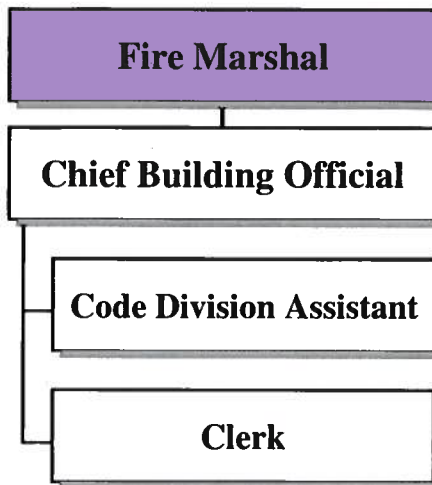 Fire Marshal
Chief Building Official
Code Division Assistant
Clerk